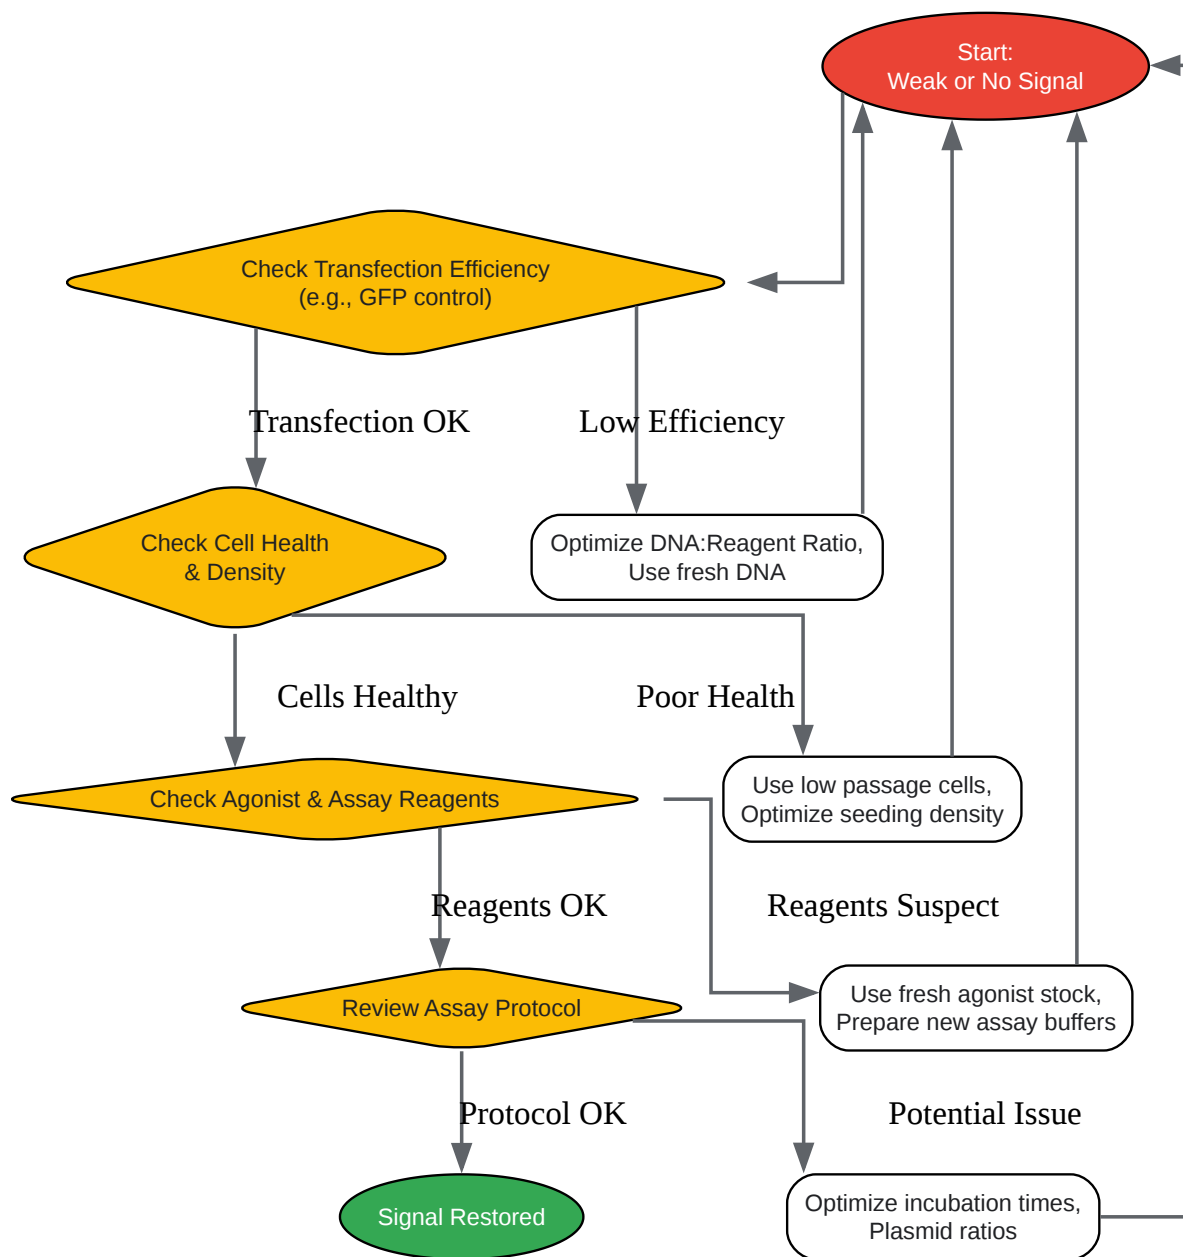 Start:
Weak or No Signal
Check Transfection Efficiency
(e.g., GFP control)
Transfection OK
Low Efficiency
Check Cell Health
& Density
Optimize DNA:Reagent Ratio,
Use fresh DNA
Cells Healthy
Poor Health
Check Agonist & Assay Reagents
Use low passage cells,
Optimize seeding density
Reagents OK
Reagents Suspect
Review Assay Protocol
Use fresh agonist stock,
Prepare new assay buffers
Protocol OK
Potential Issue
Signal Restored
Optimize incubation times,
Plasmid ratios